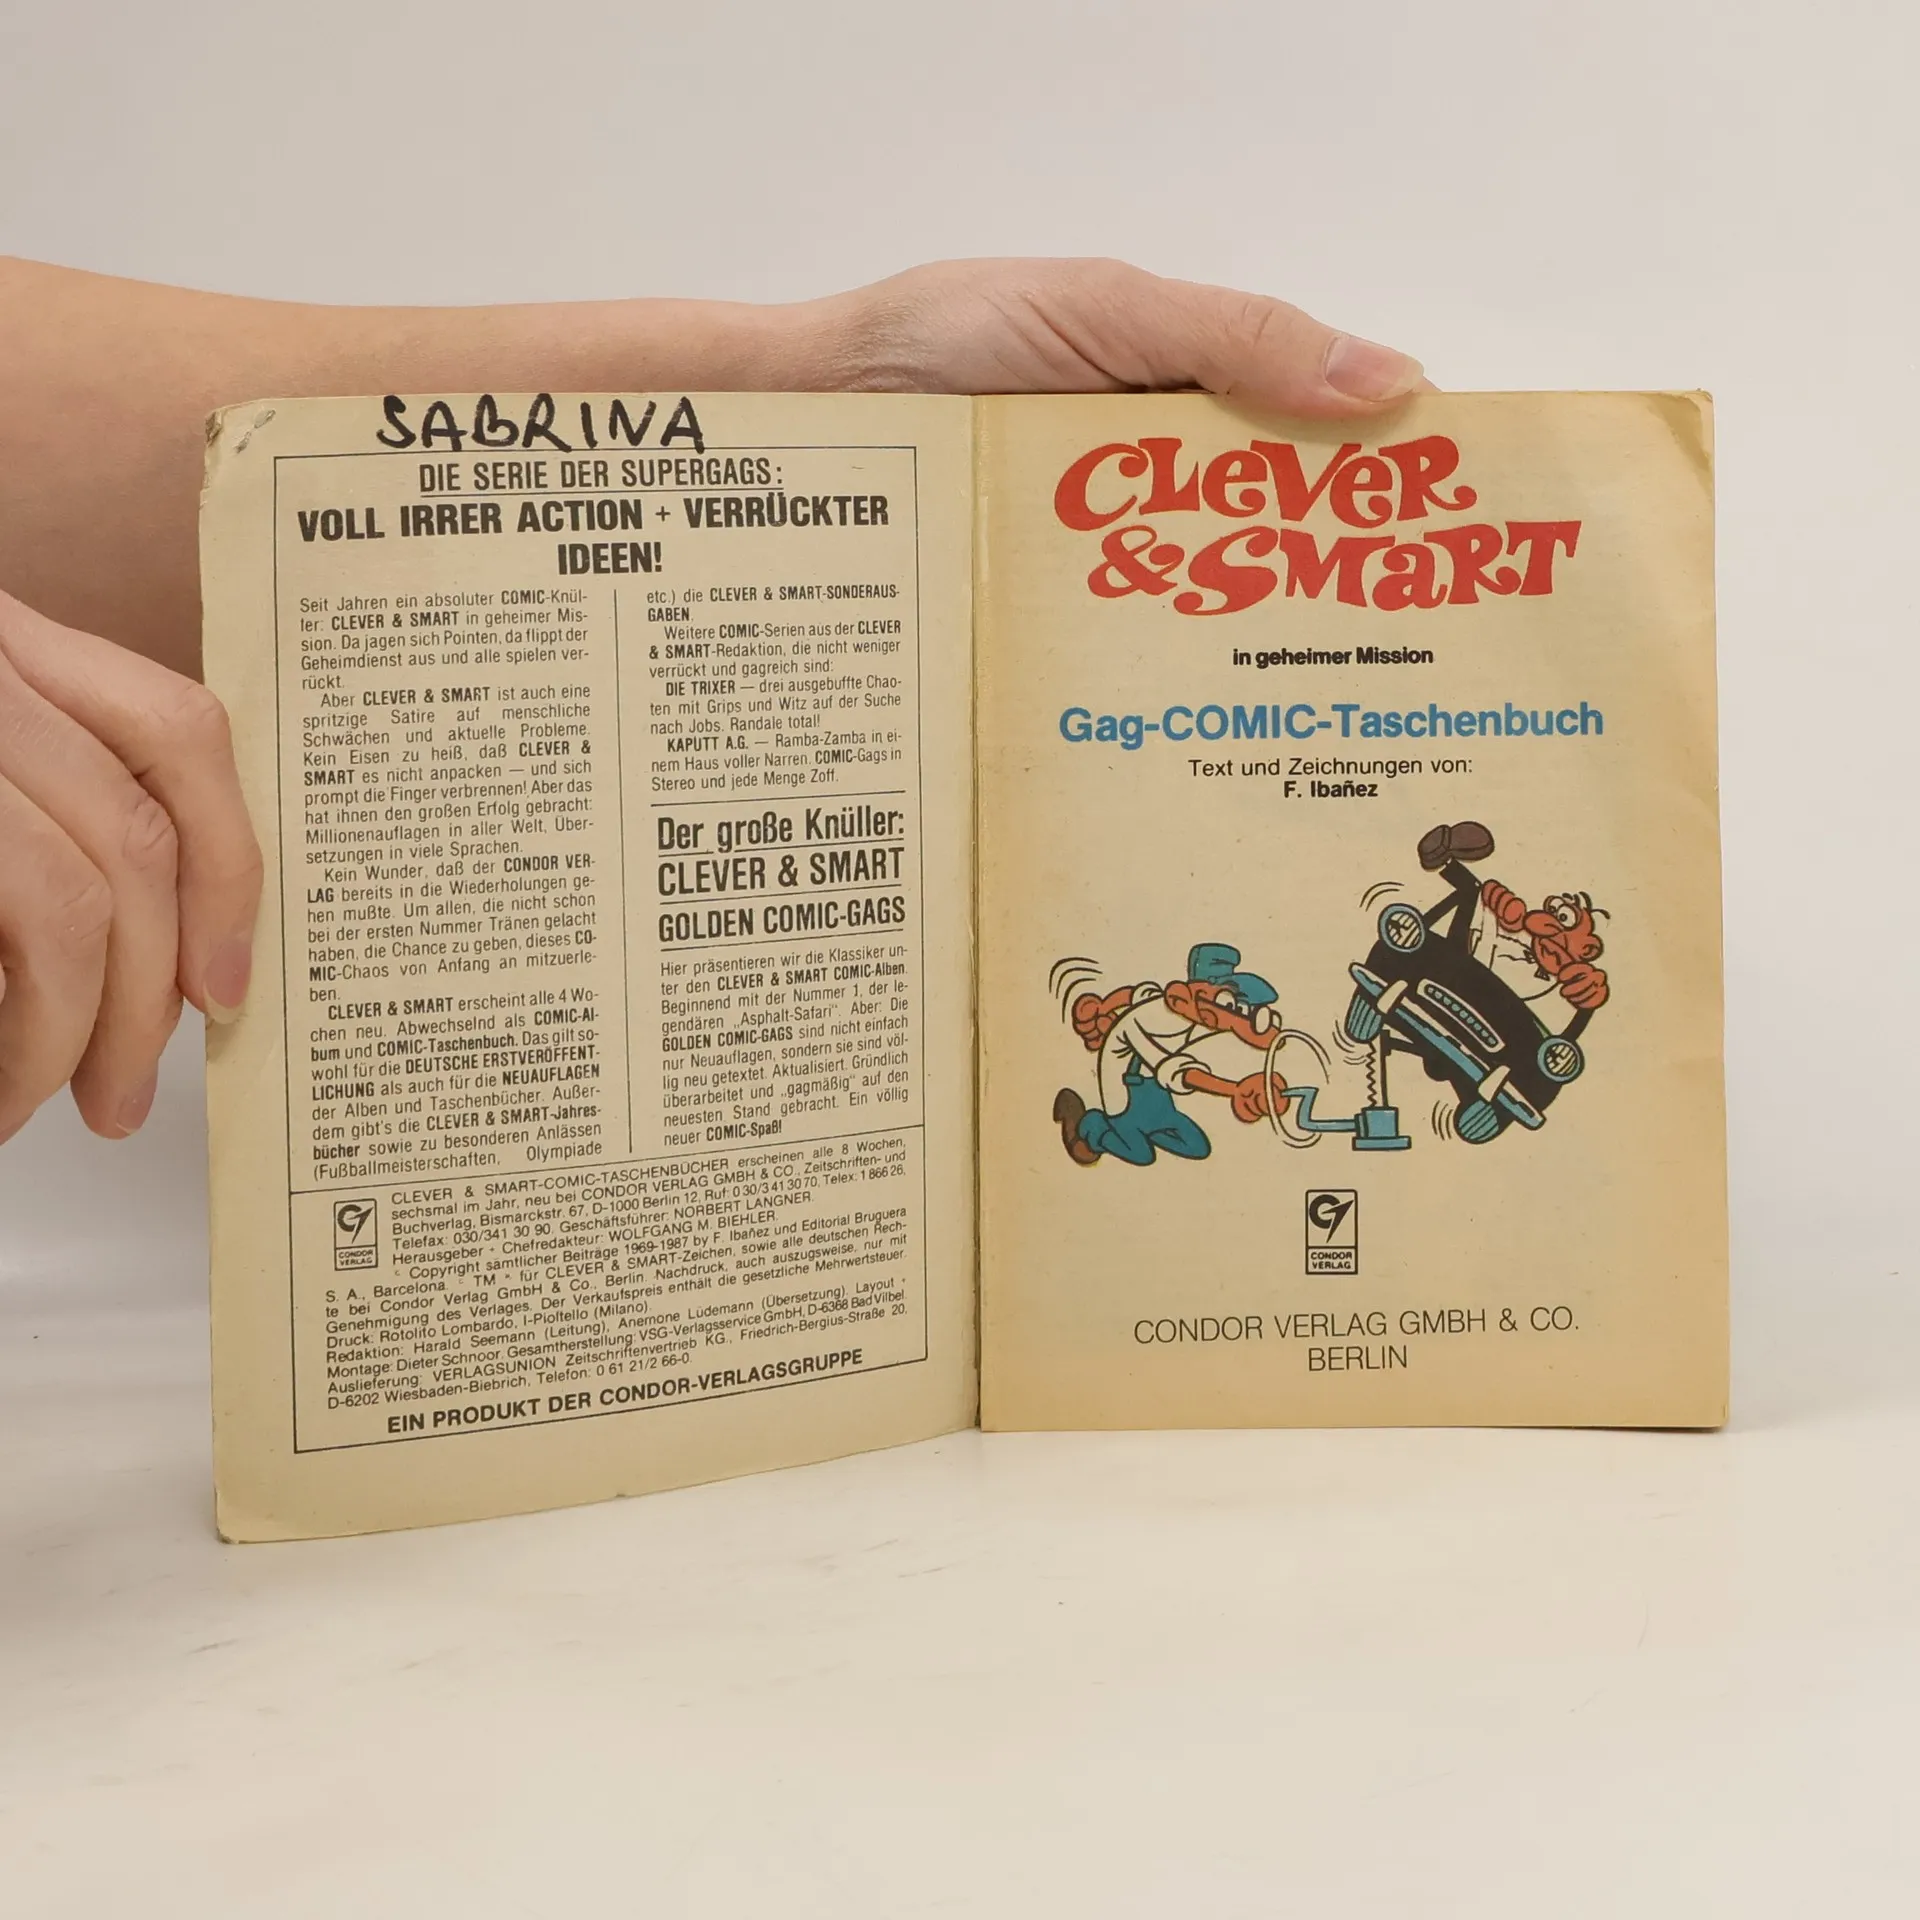 SABRINA
DIE SERIE DER SUPERGAGS:
VOLL IRRER ACTION + VERRÜCKTER
IDEEN!
Seit Jahren ein absoluter COMIC-Knül-
ler: CLEVER & SMART in geheimer Mis-
sion. Da jagen sich Pointen, da flippt der
Geheimdienst aus und alle spielen ver-
rückt.
Aber CLEVER & SMART ist auch eine
spritzige Satire auf menschliche
Schwächen und aktuelle Probleme.
Kein Eisen zu heiß, daß CLEVER &
SMART es nicht anpacken — und sich
prompt die Finger verbrennen! Aber das
hat ihnen den großen Erfolg gebracht:
Millionenauflagen in aller Welt, Über-
setzungen in viele Sprachen.
Kein Wunder, daß der CONDOR VER-
LAG bereits in die Wiederholungen ge-
hen mußte. Um allen, die nicht schon
bei der ersten Nummer Tränen gelacht
haben, die Chance zu geben, dieses CO-
MIC-Chaos von Anfang an mitzuerle-
ben.
CLEVER & SMART erscheint alle 4 Wo-
chen neu. Abwechselnd als COMIC-Al-
bum und COMIC-Taschenbuch. Das gilt so-
wohl für die DEUTSCHE ERSTVERÖFFENT-
LICHUNG als auch für die NEUAUFLAGEN
der Alben und Taschenbücher. Außer-
dem gibt's die CLEVER & SMART-Jahres-
bücher sowie zu besonderen Anlässen
(Fußballmeisterschaften, Olympiade
etc.) die CLEVER & SMART-SONDERAUS-
GABEN.
Weitere COMIC-Serien aus der CLEVER
& SMART-Redaktion, die nicht weniger
verrückt und gagreich sind:
DIE TRIXER — drei ausgebuffte Chao-
ten mit Grips und Witz auf der Suche
nach Jobs. Randale total!
KAPUTT A.G. — Ramba-Zamba in ei-
nem Haus voller Narren. COMIC-Gags in
Stereo und jede Menge Zoff.
Der große Knüller:
CLEVER & SMART
GOLDEN COMIC-GAGS
Hier präsentieren wir die Klassiker un-
ter den CLEVER & SMART COMIC-Alben.
Beginnend mit der Nummer 1, der le-
gendären „Asphalt-Safari". Aber: Die
GOLDEN COMIC-GAGS sind nicht einfach
nur Neuauflagen, sondern sie sind völ-
lig neu getextet. Aktualisiert. Gründlich
überarbeitet und „gagmäßig" auf den
neuesten Stand gebracht. Ein völlig
neuer COMIC-Spaß!
CONDOR
VERLAG
CLEVER & SMART-COMIC-TASCHENBÜCHER erscheinen alle 8 Wochen,
sechsmal im Jahr, neu bei CONDOR VERLAG GMBH & CO., Zeitschriften- und
Buchverlag, Bismarckstr. 67, D-1000 Berlin 12, Ruf: 0 30/3 41 30 70, Telex: 1 866 26,
Telefax: 030/341 30 90. Geschäftsführer: NORBERT LANGNER.
Herausgeber + Chefredakteur: WOLFGANG M. BIEHLER.
© Copyright sämtlicher Beiträge 1969-1987 by F. Ibañez und Editorial Bruguera
S. A., Barcelona. © TM ® für CLEVER & SMART-Zeichen, sowie alle deutschen Rech-
te bei Condor Verlag GmbH & Co., Berlin. Nachdruck, auch auszugsweise, nur mit
Genehmigung des Verlages. Der Verkaufspreis enthält die gesetzliche Mehrwertsteuer.
Druck: Rotolito Lombardo, I-Pioltello (Milano).
Redaktion: Harald Seemann (Leitung), Anemone Lüdemann (Übersetzung). Layout +
Montage: Dieter Schnoor. Gesamtherstellung: VSG-Verlagsservice GmbH, D-6368 Bad Vilbel.
Auslieferung: VERLAGSUNION Zeitschriftenvertrieb KG., Friedrich-Bergius-Straße 20,
D-6202 Wiesbaden-Biebrich, Telefon: 0 61 21/2 66-0.
EIN PRODUKT DER CONDOR-VERLAGSGRUPPE
CLEVER
& SMART
in geheimer Mission
Gag-COMIC-Taschenbuch
Text und Zeichnungen von:
F. Ibañez
CONDOR
VERLAG
CONDOR VERLAG GMBH & CO.
BERLIN